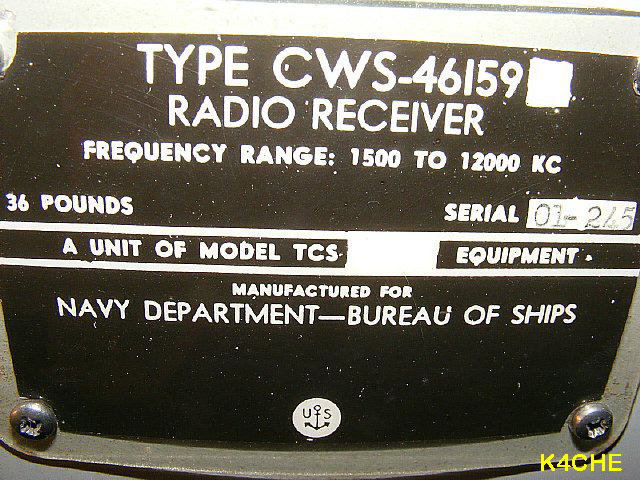 TYPE CWS-46159
RADIO RECEIVER
FREQUENCY RANGE: 1500 TO 12000 KC
36 POUNDS SERIAL 01-245
A UNIT OF MODEL TCS EQUIPMENT.
MANUFACTURED FOR
NAVY DEPARTMENT—BUREAU OF SHIPS
U S
K4CHE